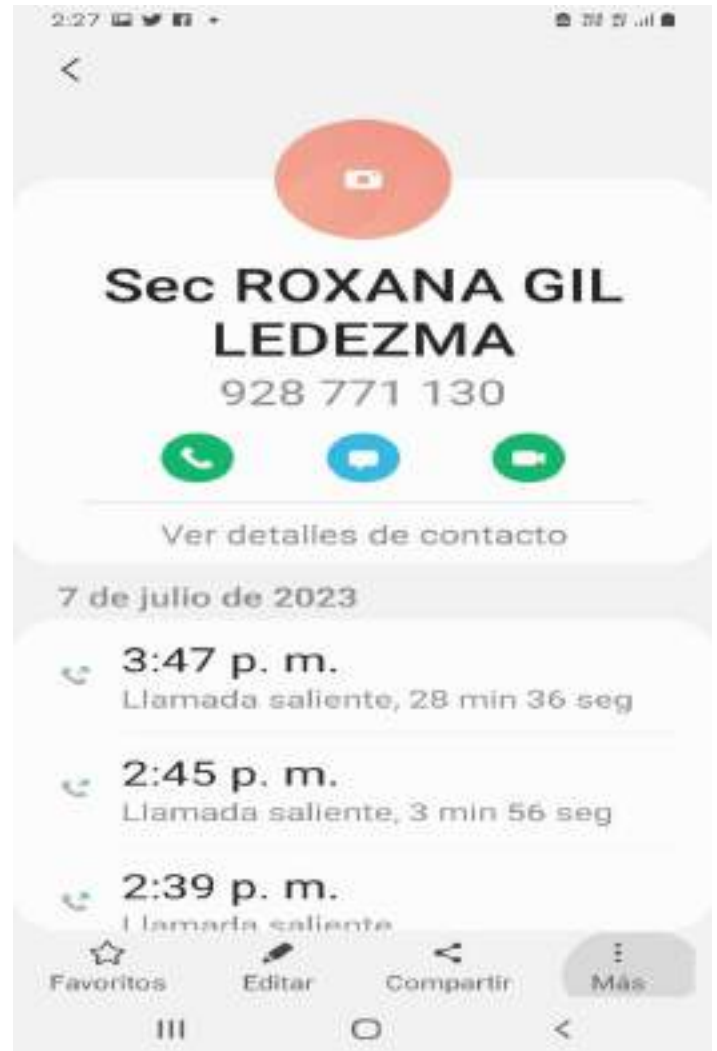 2:27
Sec ROXANA GIL
LEDEZMA
928 771 130
Ver detalles de contacto
7 de julio de 2023
3:47 p. m.
Llamada saliente, 28 min 36 seg
2:45 p. m.
Llamada saliente, 3 min 56 seg
2:39 p. m.
Llamada saliente
Favoritos Editar Compartir Más